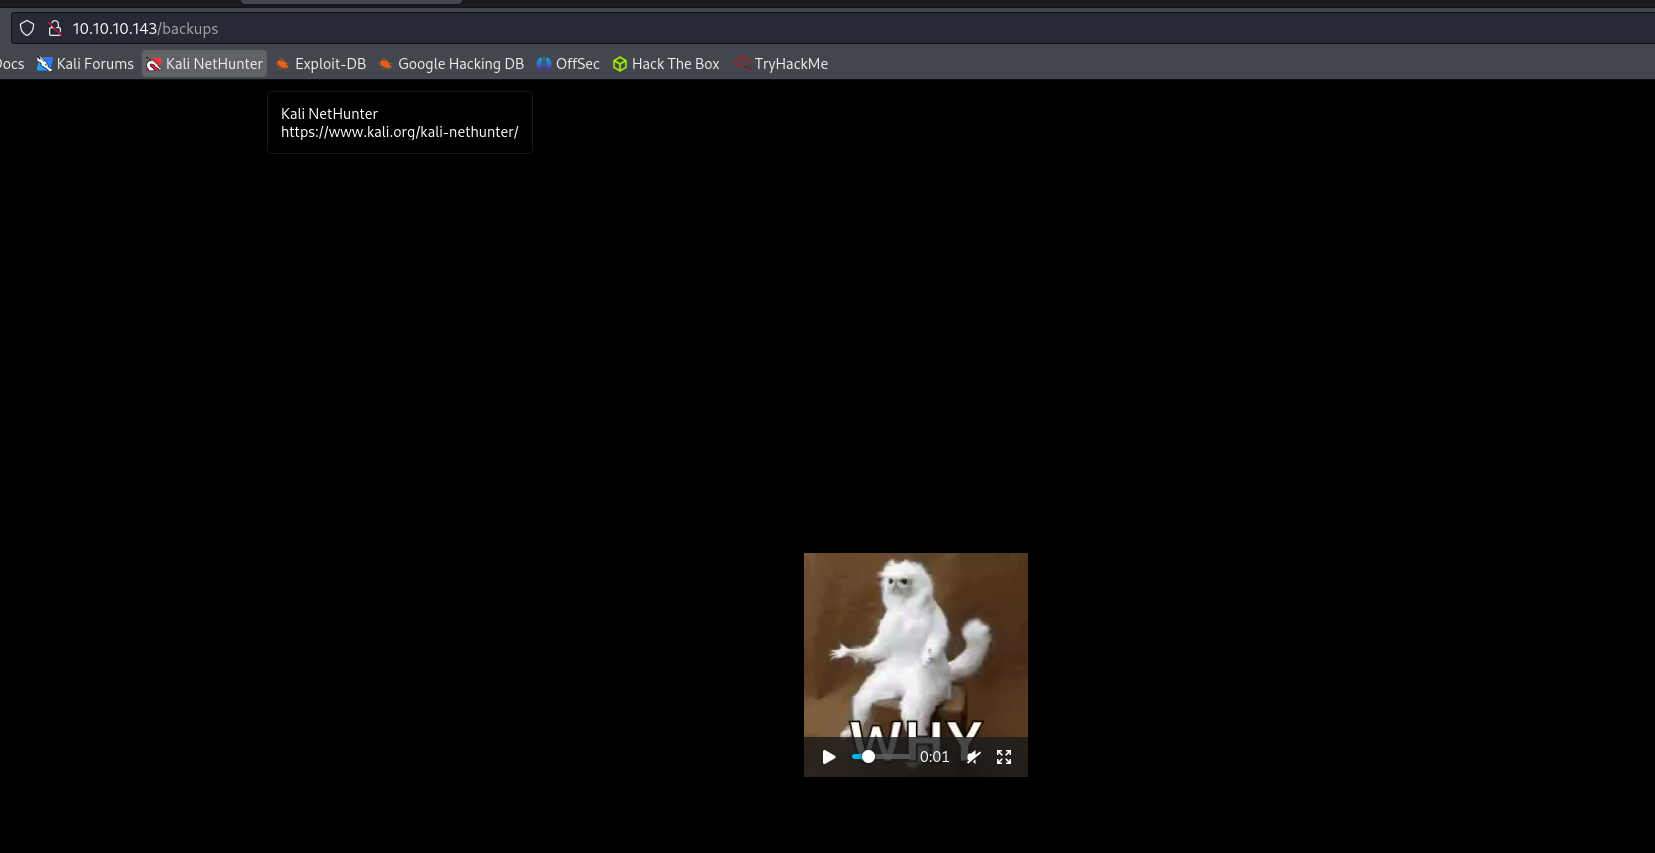 10.10.10.143/backups
Docs Kali Forums Kali NetHunter Exploit-DB Google Hacking DB OffSec Hack The Box TryHackMe
Kali NetHunter
https://www.kali.org/kali-nethunter/
WHY
0:01